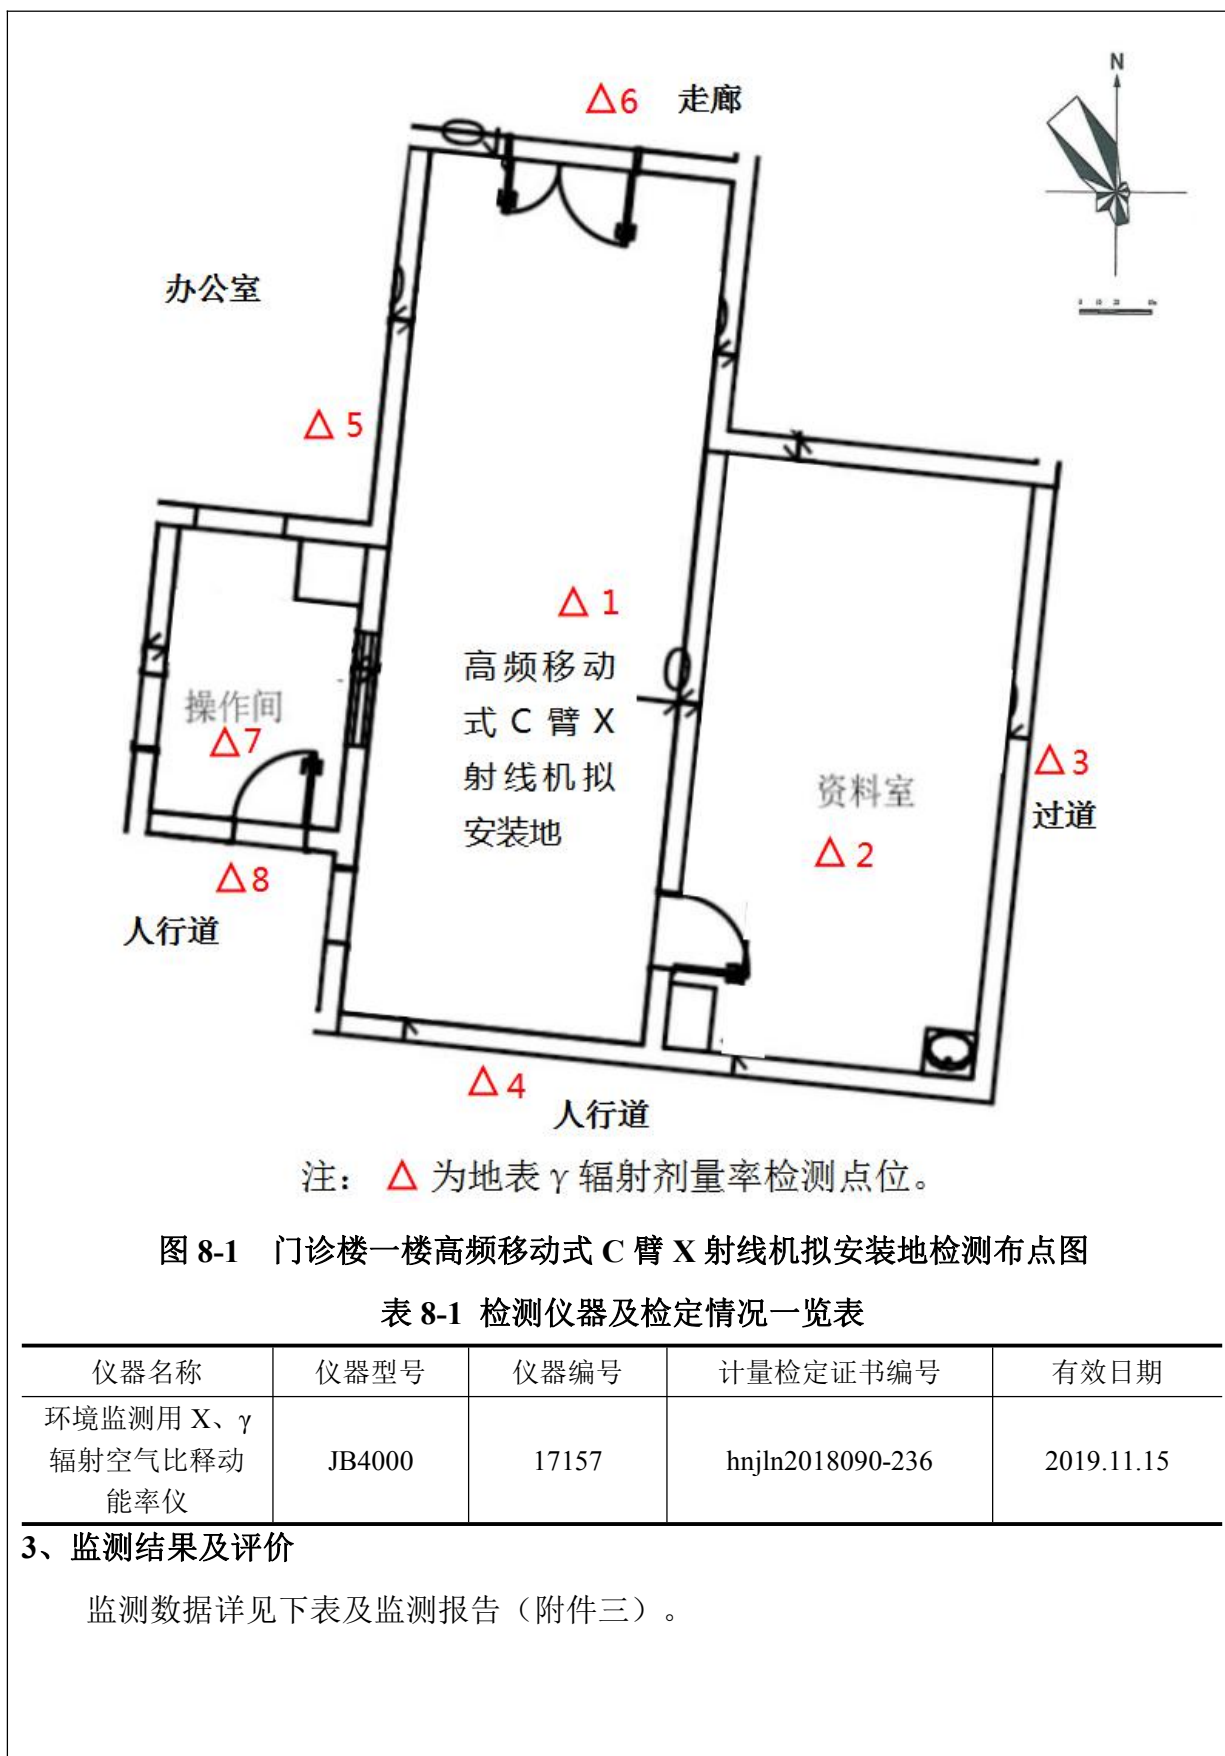 N
△6 走廊
办公室
△ 5
△ 1
高频移动
式 C 臂 X
射线机拟
安装地
操作间
△7
△3
过道
资料室
△ 2
△8
人行道
△ 4
人行道
注： △ 为地表 γ 辐射剂量率检测点位。
图 8-1 门诊楼一楼高频移动式 C 臂 X 射线机拟安装地检测布点图
表 8-1 检测仪器及检定情况一览表
仪器名称 仪器型号 仪器编号 计量检定证书编号 有效日期
环境监测用 X、γ
辐射空气比释动
能率仪
JB4000 17157 hnjln2018090-236 2019.11.15
3、监测结果及评价
监测数据详见下表及监测报告（附件三）。